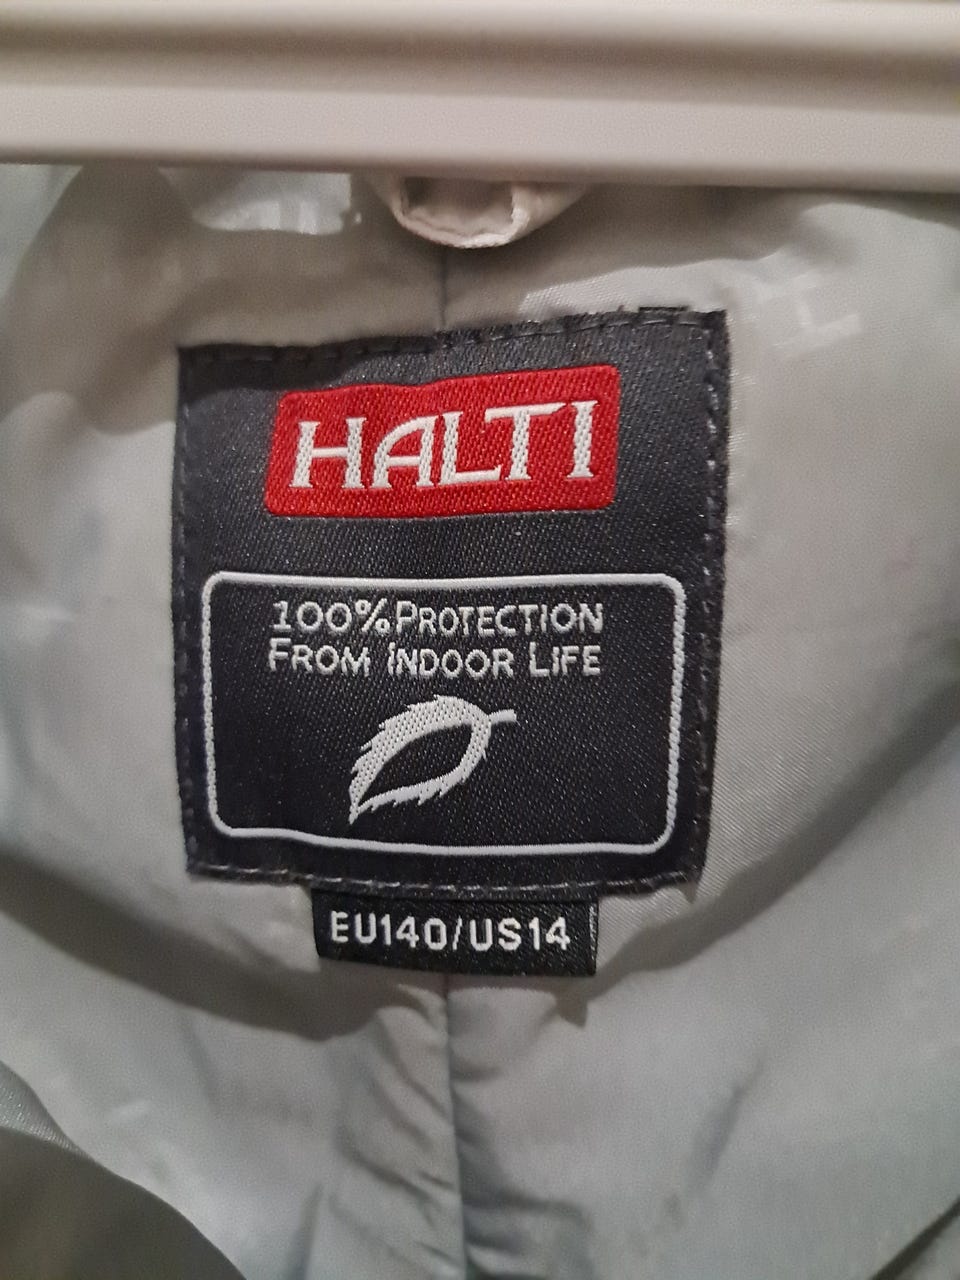 HALTI
100% PROTECTION
FROM INDOOR LIFE
EU140/US14